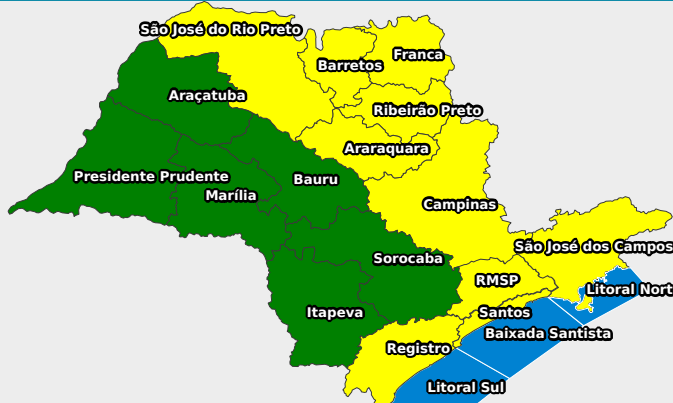 São José do Rio Preto
Franca
Barretos
Araçatuba
Ribeirão Preto
Araraquara
Presidente Prudente
Bauru
Marília
Campinas
São José dos Campos
Sorocaba
RMSP
Litoral Nort
Itapeva
Santos
Baixada Santista
Registro
Litoral Sul